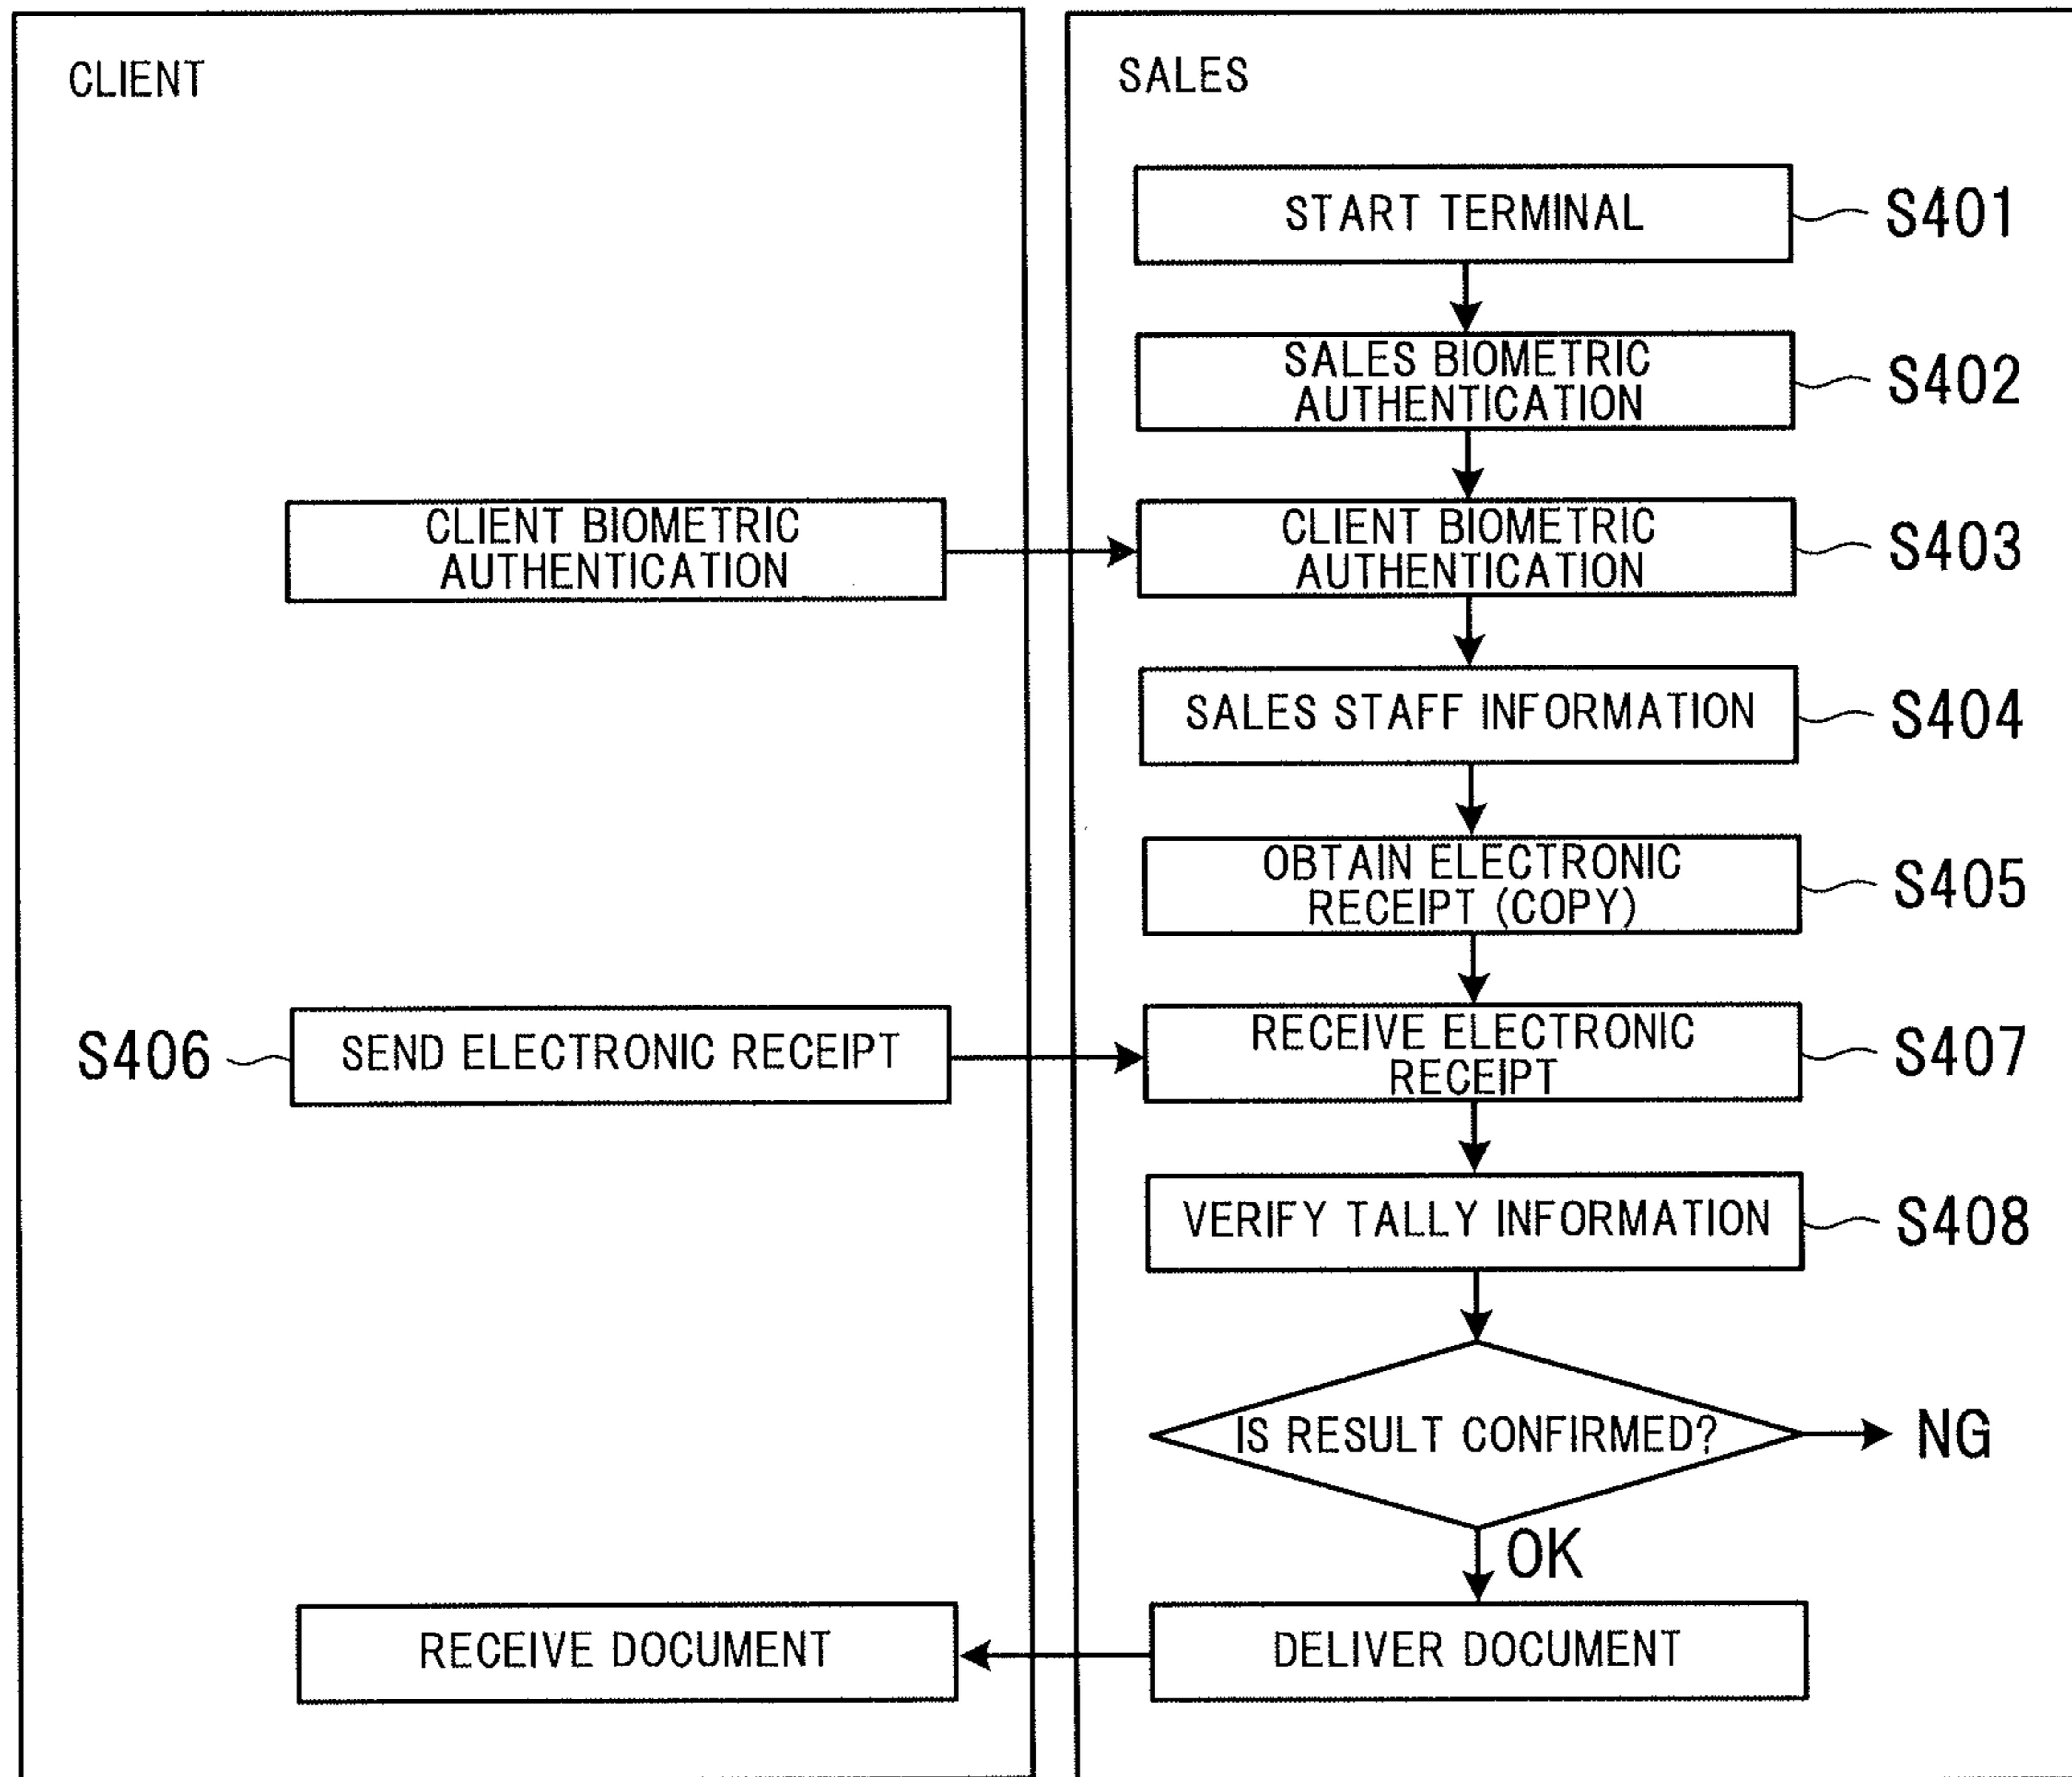 CLIENT
SALES
START TERMINAL
S401
SALES BIOMETRIC
AUTHENTICATION
S402
CLIENT BIOMETRIC
AUTHENTICATION
CLIENT BIOMETRIC
AUTHENTICATION
S403
SALES STAFF INFORMATION
S404
OBTAIN ELECTRONIC
RECEIPT (COPY)
S405
S406
SEND ELECTRONIC RECEIPT
RECEIVE ELECTRONIC
RECEIPT
S407
VERIFY TALLY INFORMATION
S408
IS RESULT CONFIRMED?
NG
OK
RECEIVE DOCUMENT
DELIVER DOCUMENT